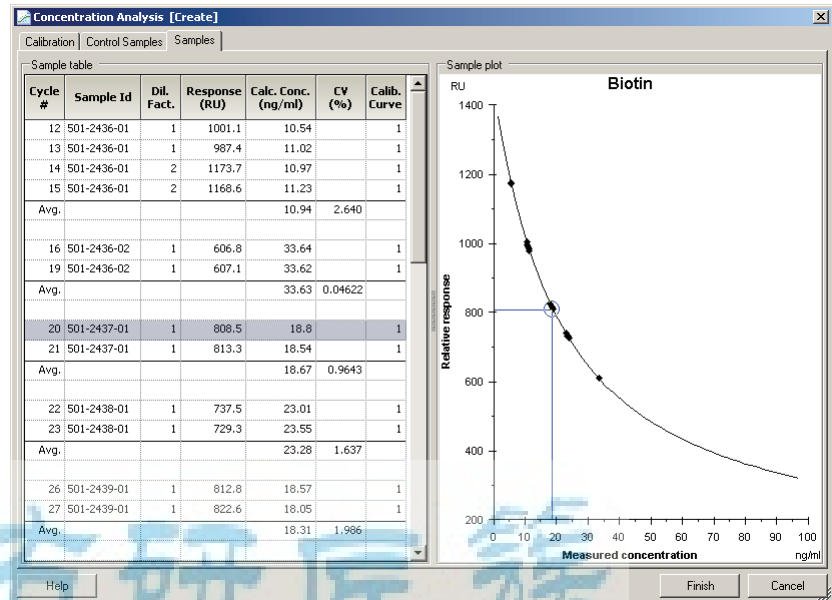 Concentration Analysis [Create]
Calibration Control Samples Samples
Sample table
Cycle # Sample Id Dil. Fact. Response (RU) Calc. Conc. (ng/ml) CV (%) Calib. Curve
12 501-2436-01 1 1001.1 10.54 1
13 501-2436-01 1 987.4 11.02 1
14 501-2436-01 2 1173.7 10.97 1
15 501-2436-01 2 1168.6 11.23 1
Avg. 10.94 2.640
16 501-2436-02 1 606.8 33.64 1
19 501-2436-02 1 607.1 33.62 1
Avg. 33.63 0.04622
20 501-2437-01 1 808.5 18.8 1
21 501-2437-01 1 813.3 18.54 1
Avg. 18.67 0.9643
22 501-2438-01 1 737.5 23.01 1
23 501-2438-01 1 729.3 23.55 1
Avg. 23.28 1.637
26 501-2439-01 1 812.8 18.57 1
27 501-2439-01 1 822.6 18.05 1
Avg. 18.31 1.986
Sample plot
Biotin
RU
1400
1200
1000
800
600
400
200
Relative response
0 10 20 30 40 50 60 70 80 90 100
Measured concentration ng/ml
Help Finish Cancel